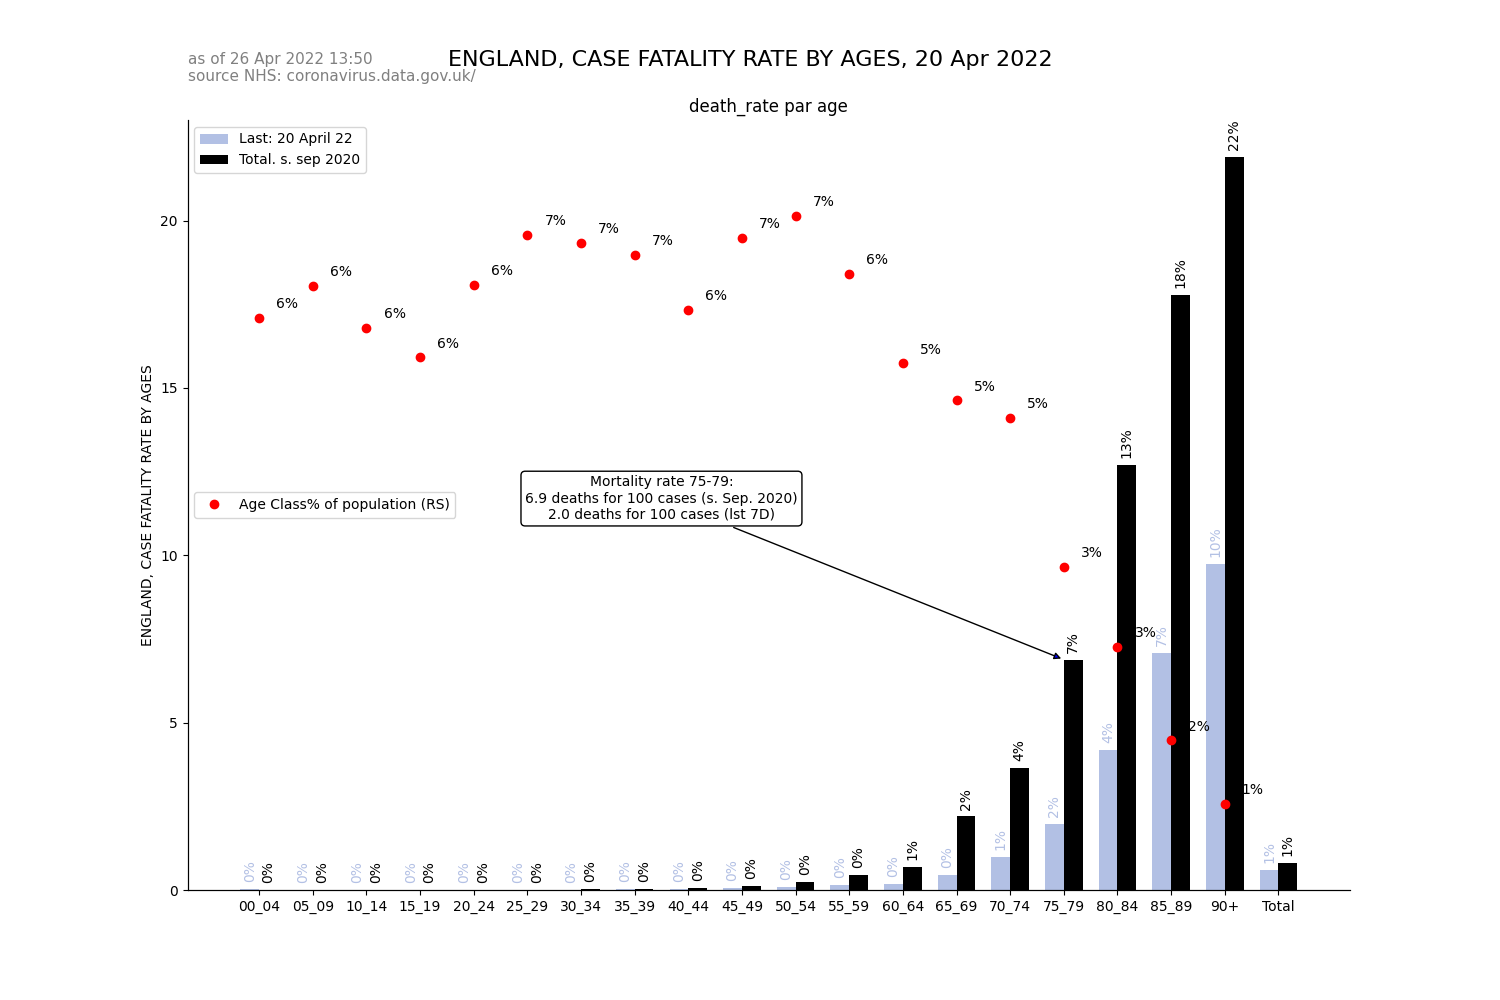 as of 26 Apr 2022 13:50
source NHS: coronavirus.data.gov.uk/
ENGLAND, CASE FATALITY RATE BY AGES, 20 Apr 2022
death_rate par age
Last: 20 April 22
Total. s. sep 2020
Age Class% of population (RS)
Mortality rate 75-79:
6.9 deaths for 100 cases (s. Sep. 2020)
2.0 deaths for 100 cases (lst 7D)
ENGLAND, CASE FATALITY RATE BY AGES
20
15
10
5
0
6% 6% 6% 6% 6% 7% 7% 7% 6% 7% 7% 6% 5% 5% 5% 3% 3% 2% 1%
0% 0% 0% 0% 0% 0% 0% 0% 0% 0% 0% 0% 0% 0% 1% 2% 4% 7% 10% 1%
0% 0% 0% 0% 0% 0% 0% 0% 0% 0% 0% 0% 1% 2% 4% 7% 13% 18% 22% 1%
00_04 05_09 10_14 15_19 20_24 25_29 30_34 35_39 40_44 45_49 50_54 55_59 60_64 65_69 70_74 75_79 80_84 85_89 90+ Total